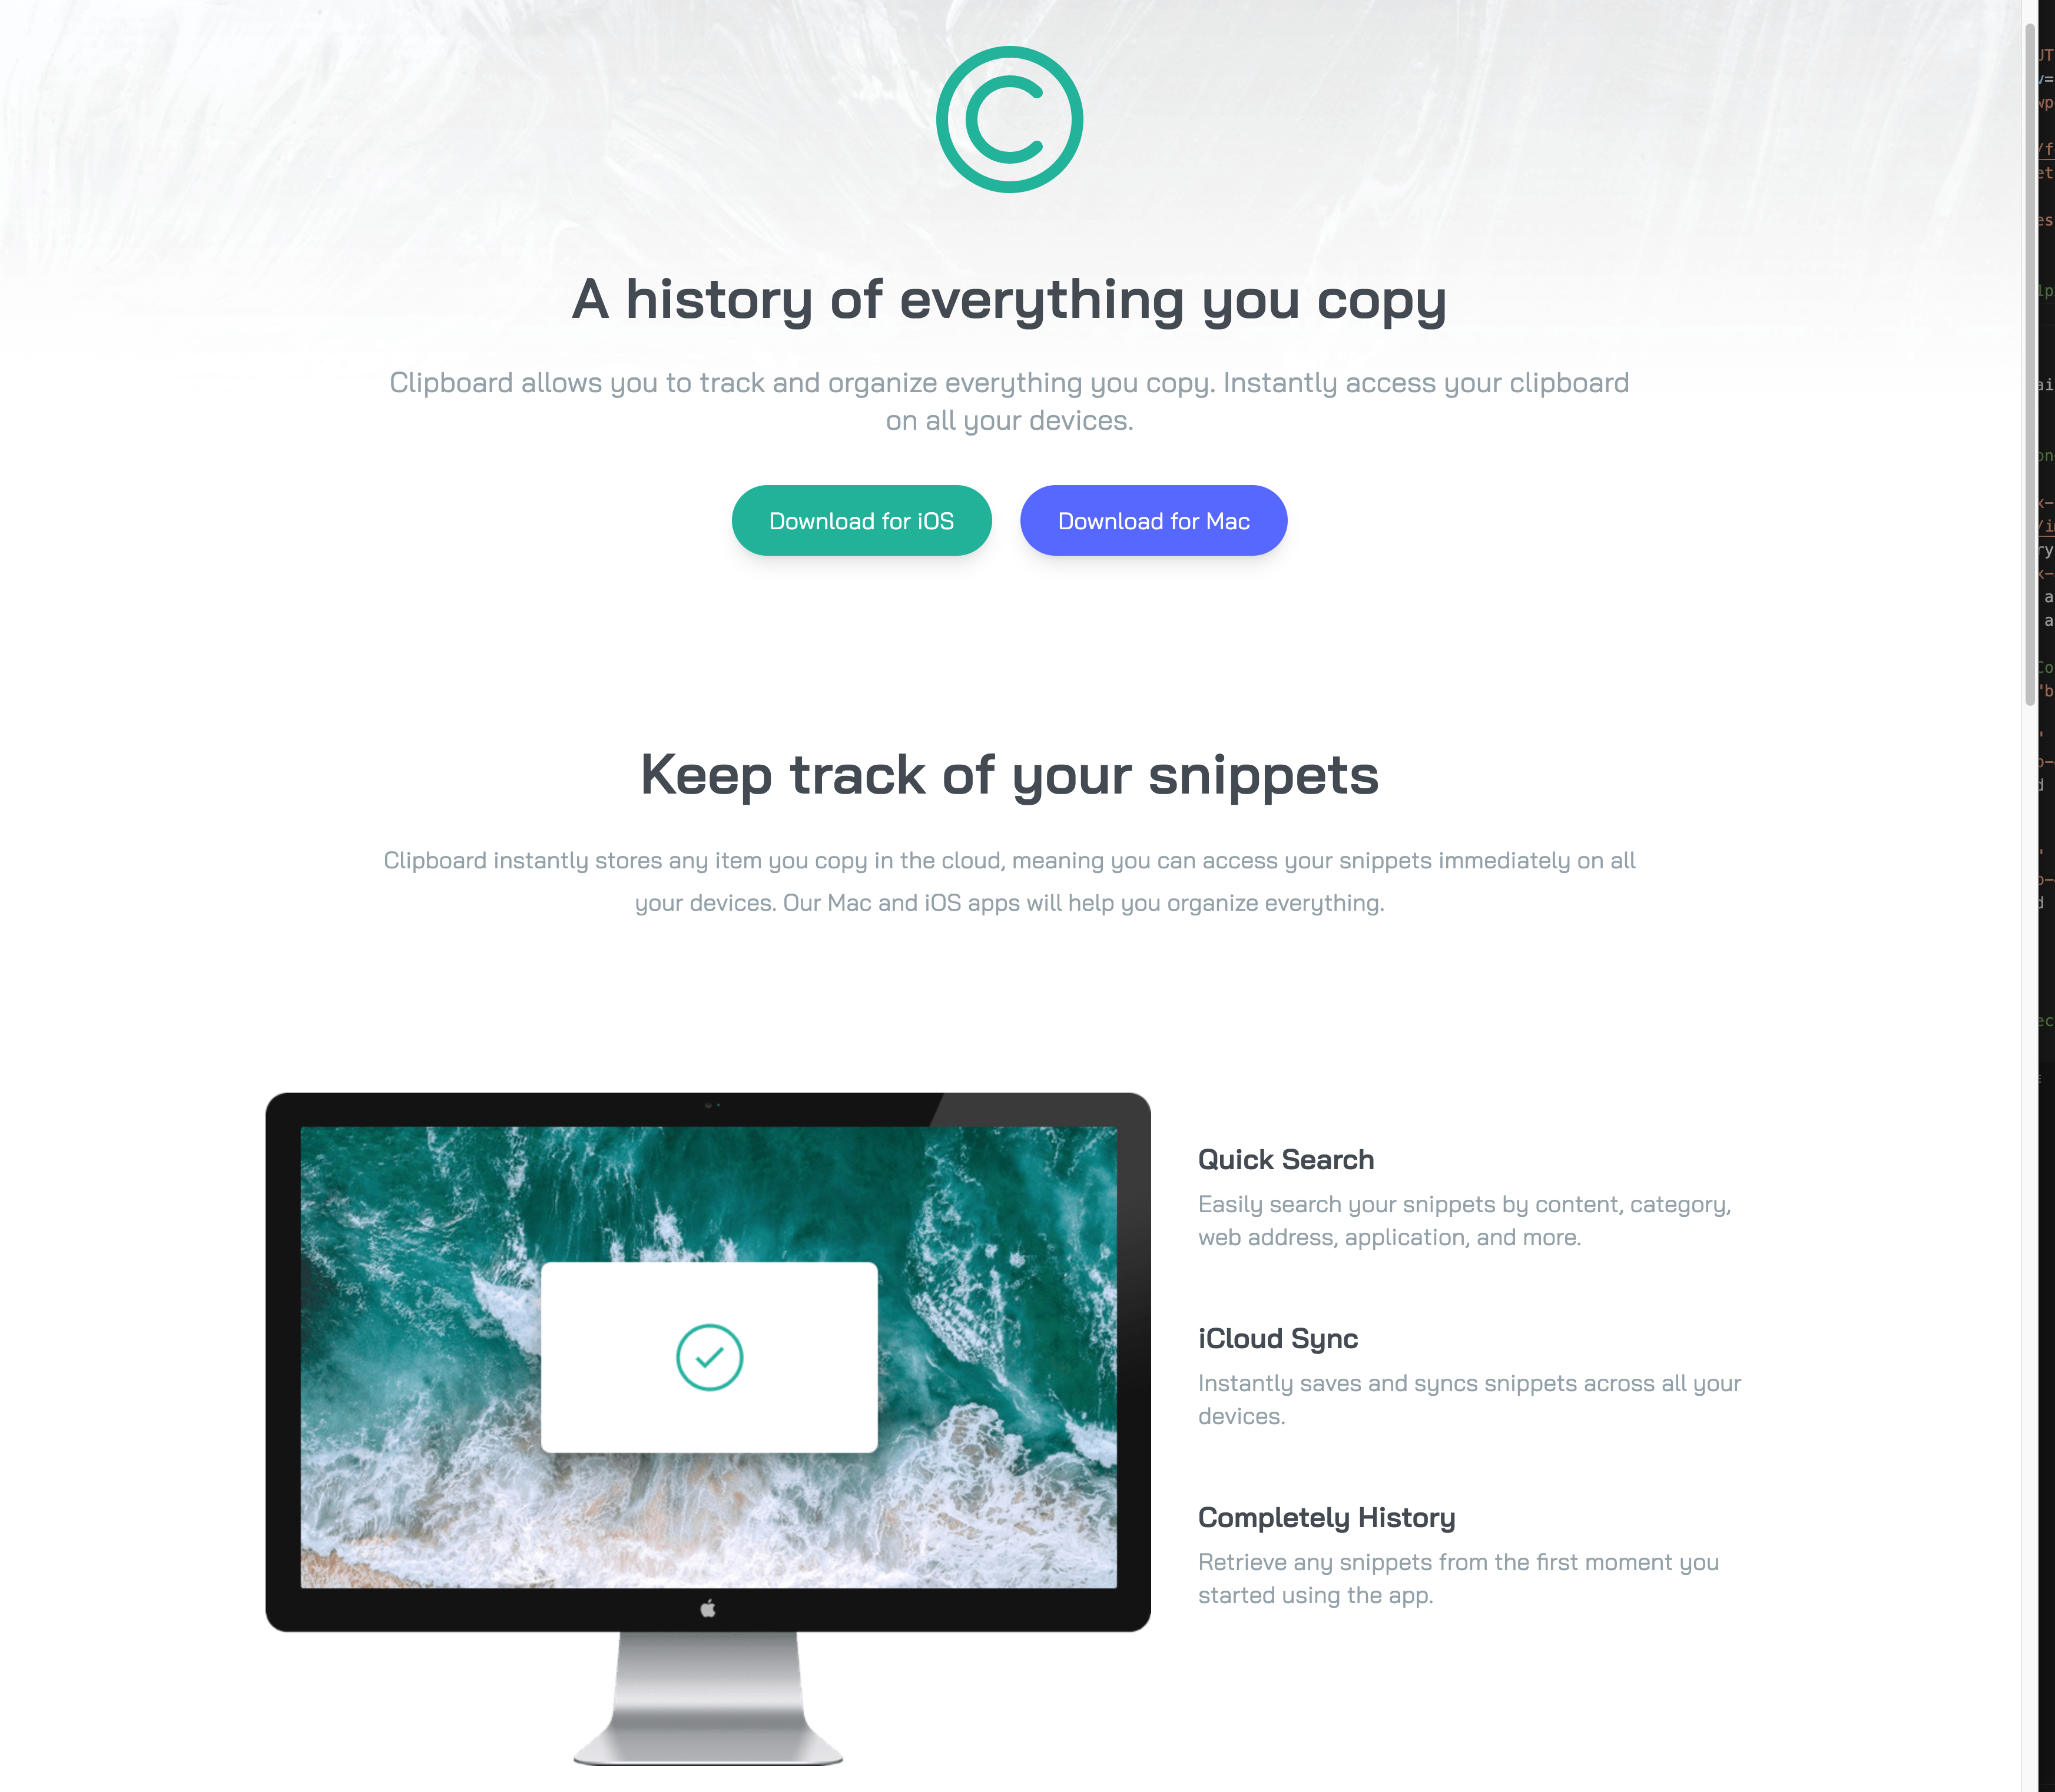 A history of everything you copy
Clipboard allows you to track and organize everything you copy. Instantly access your clipboard
on all your devices.
Download for iOS
Download for Mac
Keep track of your snippets
Clipboard instantly stores any item you copy in the cloud, meaning you can access your snippets immediately on all
your devices. Our Mac and iOS apps will help you organize everything.
Quick Search
Easily search your snippets by content, category,
web address, application, and more.
iCloud Sync
Instantly saves and syncs snippets across all your
devices.
Completely History
Retrieve any snippets from the first moment you
started using the app.